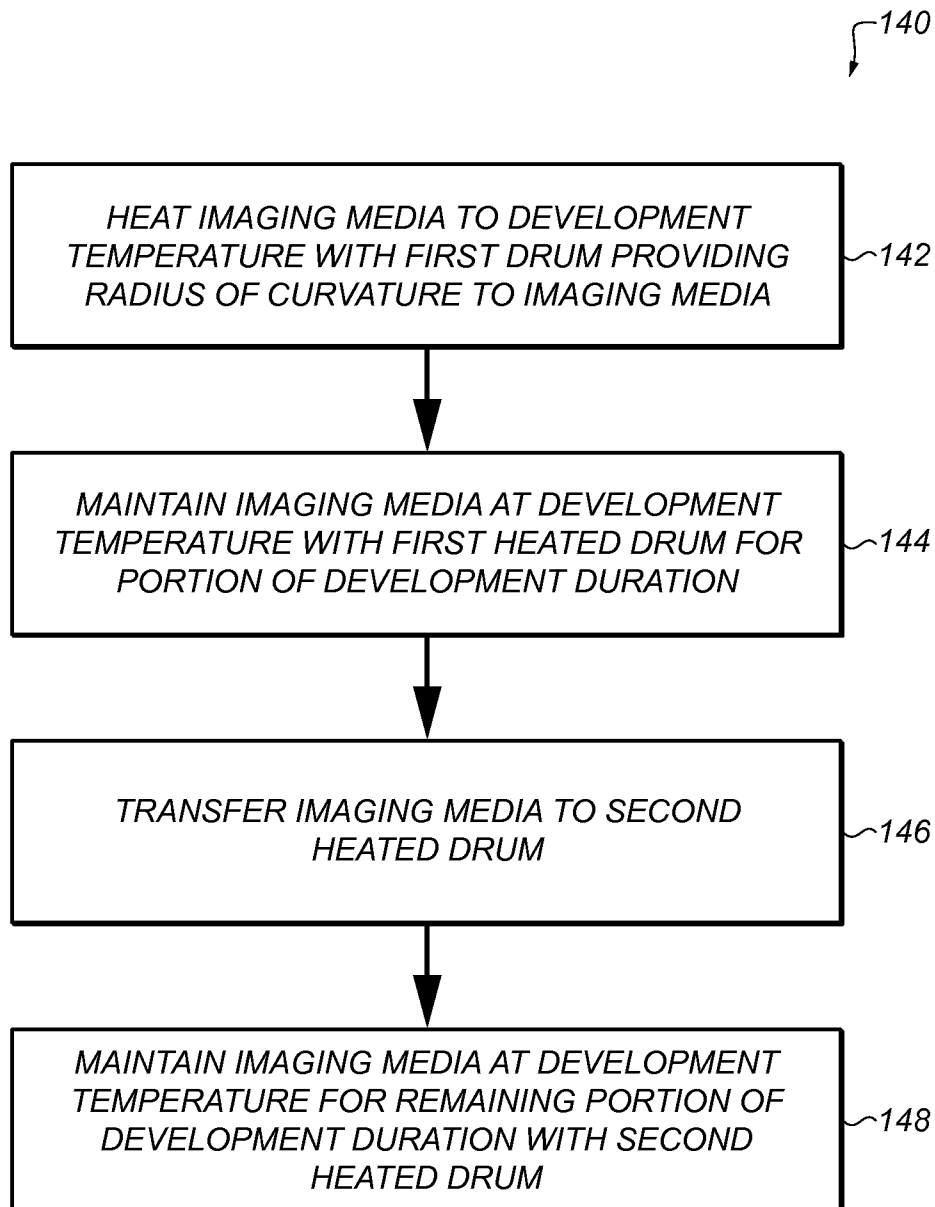 140
HEAT IMAGING MEDIA TO DEVELOPMENT
TEMPERATURE WITH FIRST DRUM PROVIDING
RADIUS OF CURVATURE TO IMAGING MEDIA
142
MAINTAIN IMAGING MEDIA AT DEVELOPMENT
TEMPERATURE WITH FIRST HEATED DRUM FOR
PORTION OF DEVELOPMENT DURATION
144
TRANSFER IMAGING MEDIA TO SECOND
HEATED DRUM
146
MAINTAIN IMAGING MEDIA AT DEVELOPMENT
TEMPERATURE FOR REMAINING PORTION OF
DEVELOPMENT DURATION WITH SECOND
HEATED DRUM
148